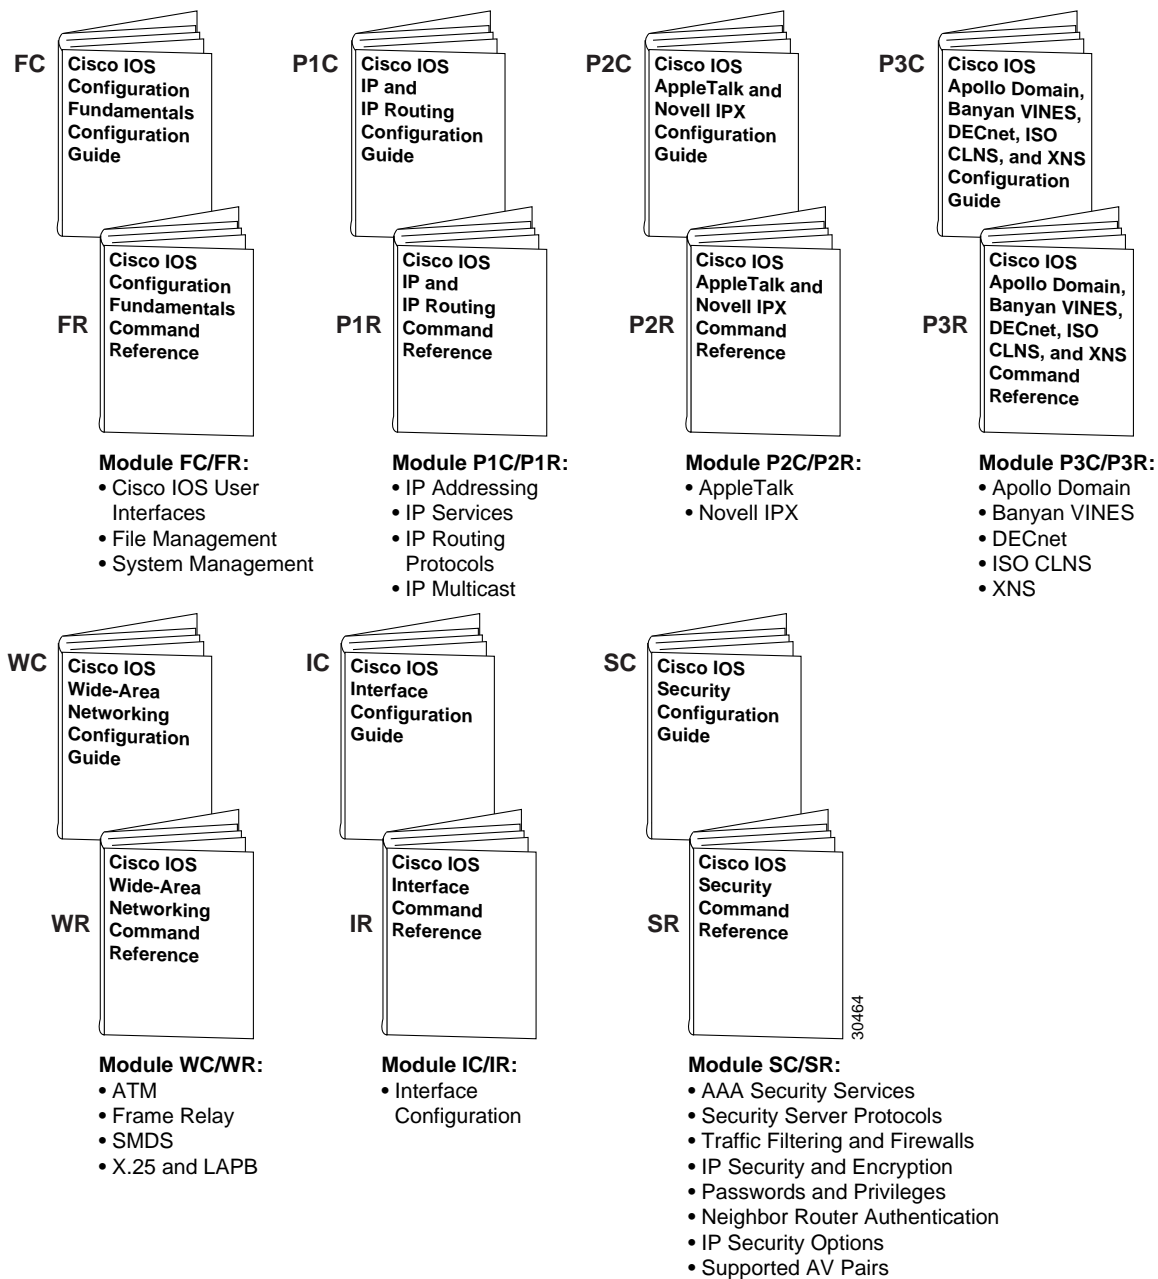 FC
Cisco IOS
Configuration
Fundamentals
Configuration
Guide
FR
Cisco IOS
Configuration
Fundamentals
Command
Reference
Module FC/FR:
• Cisco IOS User
Interfaces
• File Management
• System Management
P1C
Cisco IOS
IP and
IP Routing
Configuration
Guide
P1R
Cisco IOS
IP and
IP Routing
Command
Reference
Module P1C/P1R:
• IP Addressing
• IP Services
• IP Routing
Protocols
• IP Multicast
P2C
Cisco IOS
AppleTalk and
Novell IPX
Configuration
Guide
P2R
Cisco IOS
AppleTalk and
Novell IPX
Command
Reference
Module P2C/P2R:
• AppleTalk
• Novell IPX
P3C
Cisco IOS
Apollo Domain,
Banyan VINES,
DECnet, ISO
CLNS, and XNS
Configuration
Guide
P3R
Cisco IOS
Apollo Domain,
Banyan VINES,
DECnet, ISO
CLNS, and XNS
Command
Reference
Module P3C/P3R:
• Apollo Domain
• Banyan VINES
• DECnet
• ISO CLNS
• XNS
WC
Cisco IOS
Wide-Area
Networking
Configuration
Guide
WR
Cisco IOS
Wide-Area
Networking
Command
Reference
Module WC/WR:
• ATM
• Frame Relay
• SMDS
• X.25 and LAPB
IC
Cisco IOS
Interface
Configuration
Guide
IR
Cisco IOS
Interface
Command
Reference
Module IC/IR:
• Interface
Configuration
SC
Cisco IOS
Security
Configuration
Guide
SR
Cisco IOS
Security
Command
Reference
30464
Module SC/SR:
• AAA Security Services
• Security Server Protocols
• Traffic Filtering and Firewalls
• IP Security and Encryption
• Passwords and Privileges
• Neighbor Router Authentication
• IP Security Options
• Supported AV Pairs